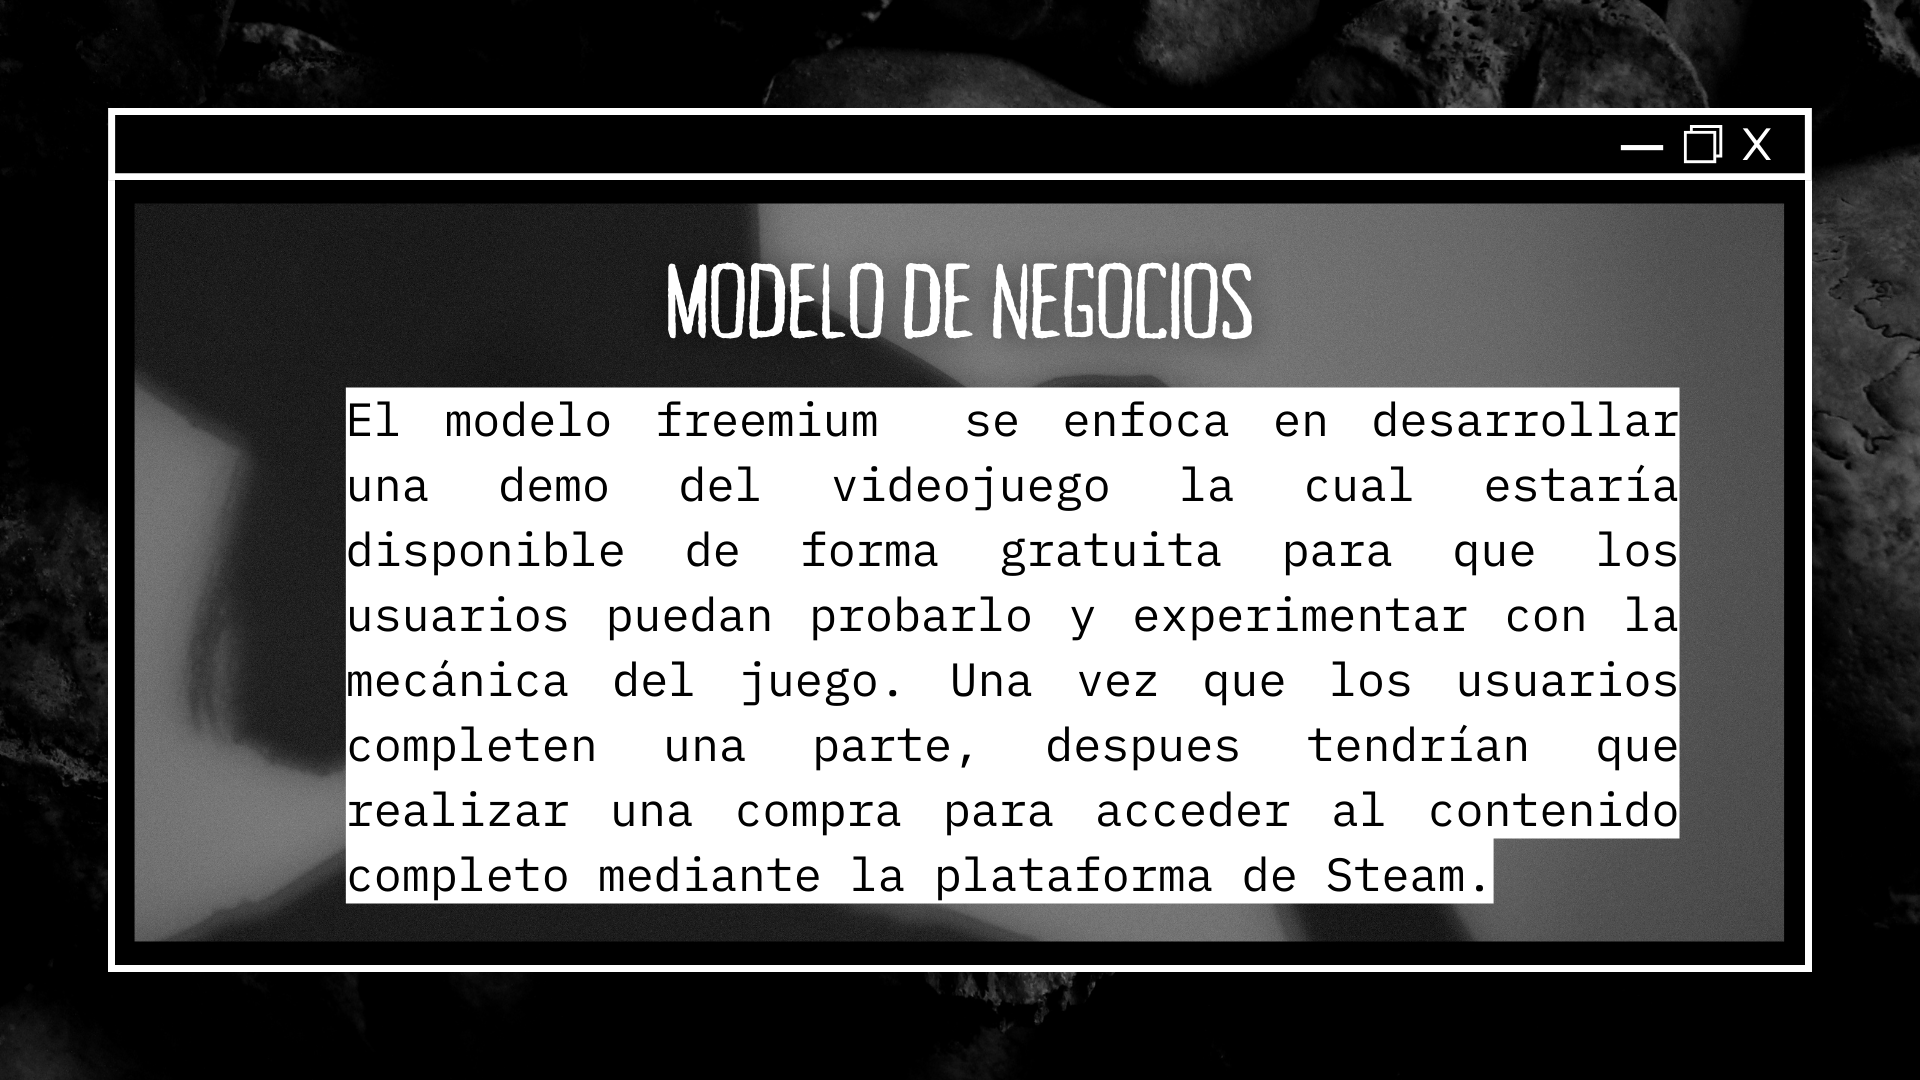 X
MODELO DE NEGOCIOS
El modelo freemium se enfoca en desarrollar
una demo del videojuego la cual estaría
disponible de forma gratuita para que los
usuarios puedan probarlo y experimentar con la
mecánica del juego. Una vez que los usuarios
completen una parte, despues tendrían que
realizar una compra para acceder al contenido
completo mediante la plataforma de Steam.